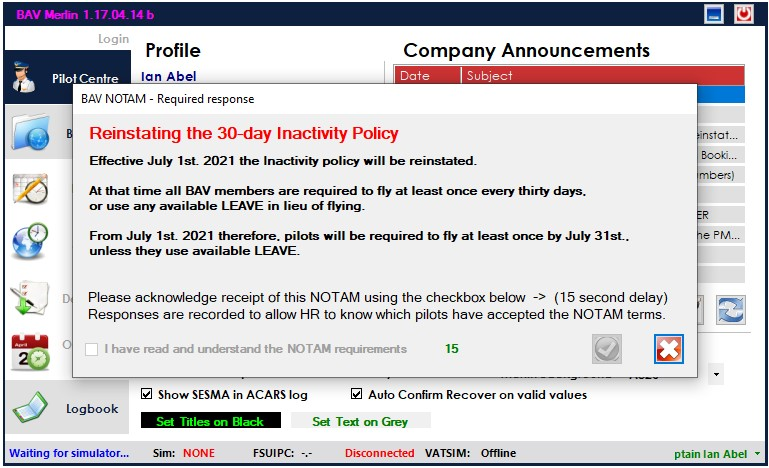 BAV Merlin 1.17.04.14 b
Login
Profile
Company Announcements
Ian Abel
Date Subject
Pilot Centre
BAV NOTAM - Required response
Reinstating the 30-day Inactivity Policy
Effective July 1st. 2021 the Inactivity policy will be reinstated.
At that time all BAV members are required to fly at least once every thirty days,
or use any available LEAVE in lieu of flying.
From July 1st. 2021 therefore, pilots will be required to fly at least once by July 31st.,
unless they use available LEAVE.
Please acknowledge receipt of this NOTAM using the checkbox below -> (15 second delay)
Responses are recorded to allow HR to know which pilots have accepted the NOTAM terms.
I have read and understand the NOTAM requirements 15
B
einstat...
Booki...
mbers)
ER
he PM...
D
O
April
20
Logbook
Show SESMA in ACARS log
Auto Confirm Recover on valid values
Set Titles on Black
Set Text on Grey
Waiting for simulator... Sim: NONE FSUIPC: -.- Disconnected VATSIM: Offline ptain Ian Abel